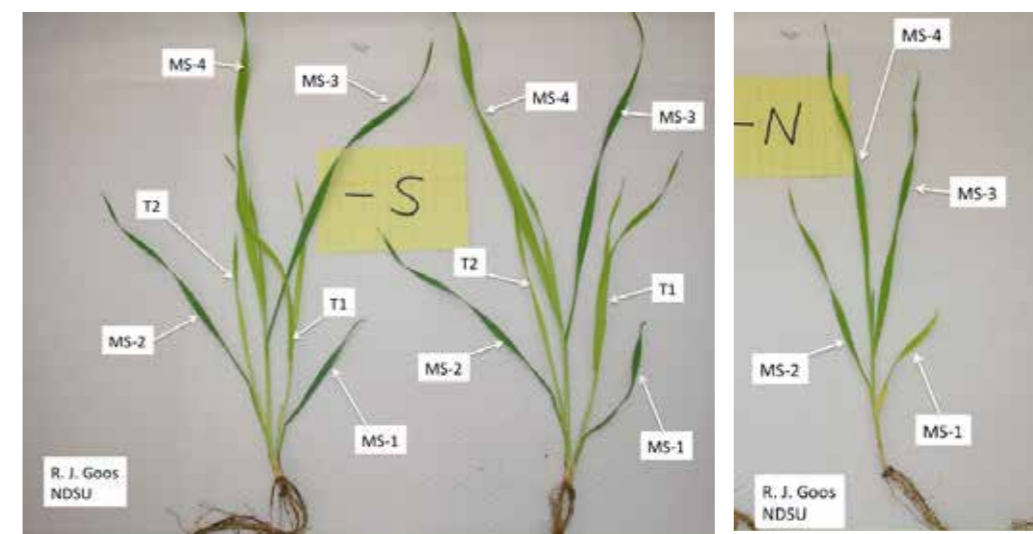 MS-4
MS-3
T2
MS-2
- S
T1
MS-1
R. J. Goos
NDSU
MS-4
MS-3
T2
T1
MS-2
MS-1
MS-4
-N
MS-3
MS-2
MS-1
R. J. Goos
NDSU